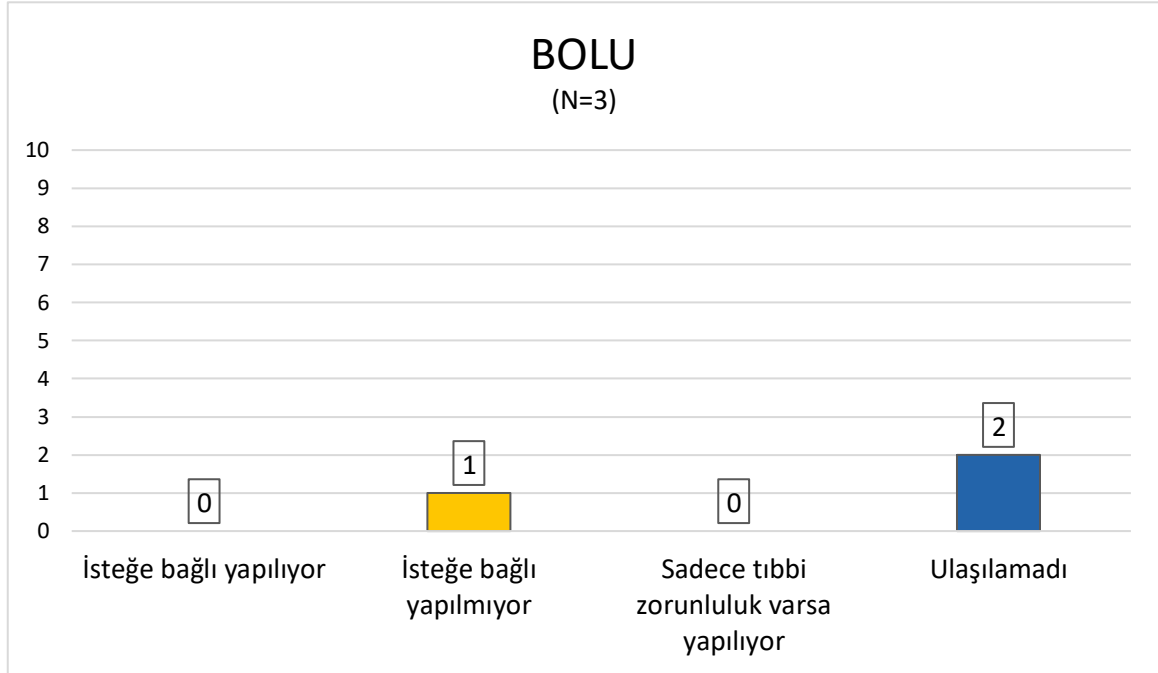 BOLU
(N=3)
10
9
8
7
6
5
4
3
2
1
0
0
1
0
2
İsteğe bağlı yapılıyor
İsteğe bağlı
yapılmıyor
Sadece tıbbi
zorunluluk varsa
yapılıyor
Ulaşılamadı